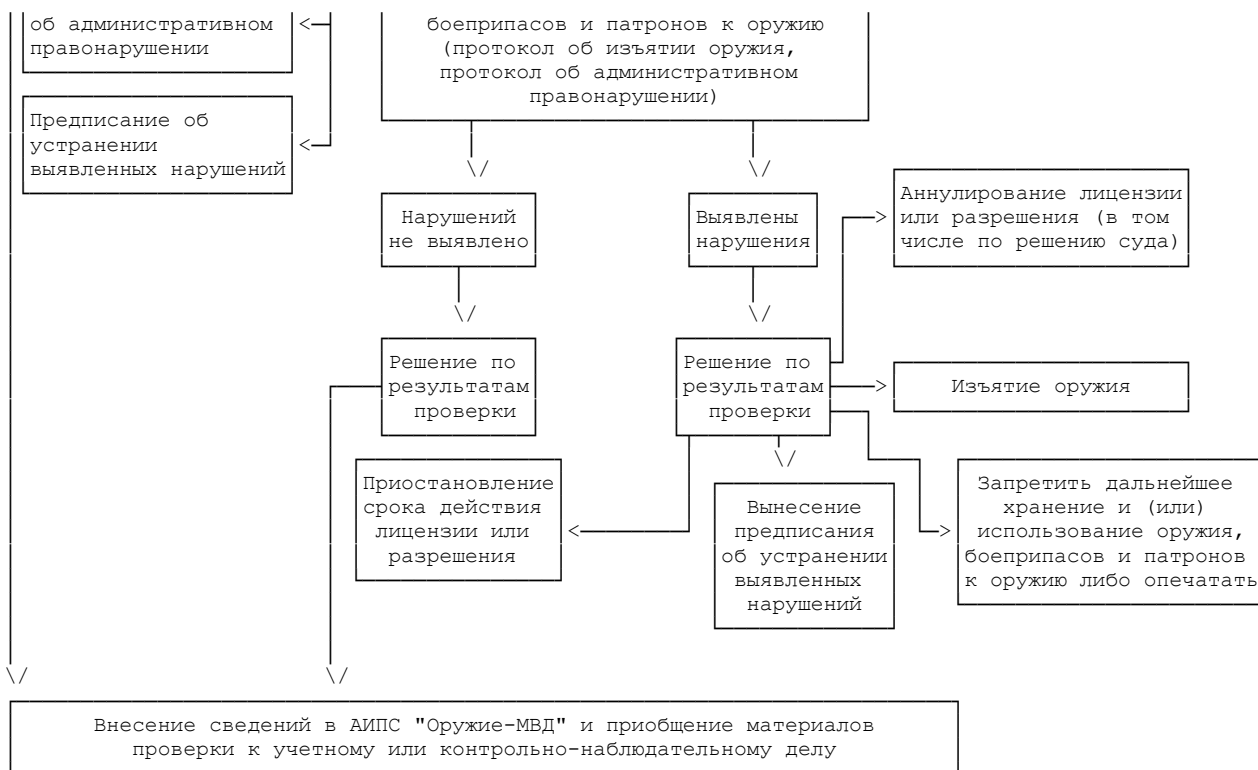 об административном
правонарушении
боеприпасов и патронов к оружию
(протокол об изъятии оружия,
протокол об административном
правонарушении)
Предписание об
устранении
выявленных нарушений
Нарушений
не выявлено
Выявлены
нарушения
Аннулирование лицензии
или разрешения (в том
числе по решению суда)
Решение по
результатам
проверки
Решение по
результатам
проверки
Изъятие оружия
Приостановление
срока действия
лицензии или
разрешения
Вынесение
предписания
об устранении
выявленных
нарушений
Запретить дальнейшее
хранение и (или)
использование оружия,
боеприпасов и патронов
к оружию либо опечатать
Внесение сведений в АИПС "Оружие-МВД" и приобщение материалов
проверки к учетному или контрольно-наблюдательному делу